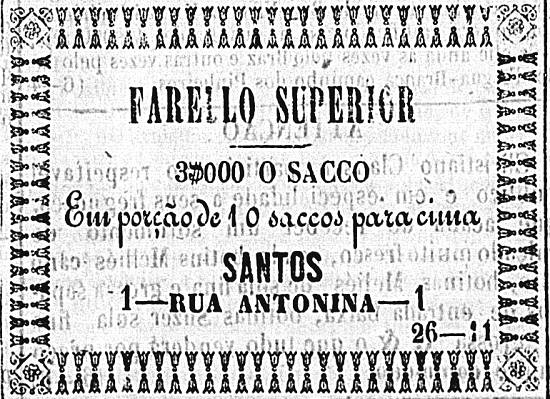 FARELLO SUPERIOR
3$000 O SACCO
Em porção de 10 saccos para cima
SANTOS
1—RUA ANTONINA—1
26—11